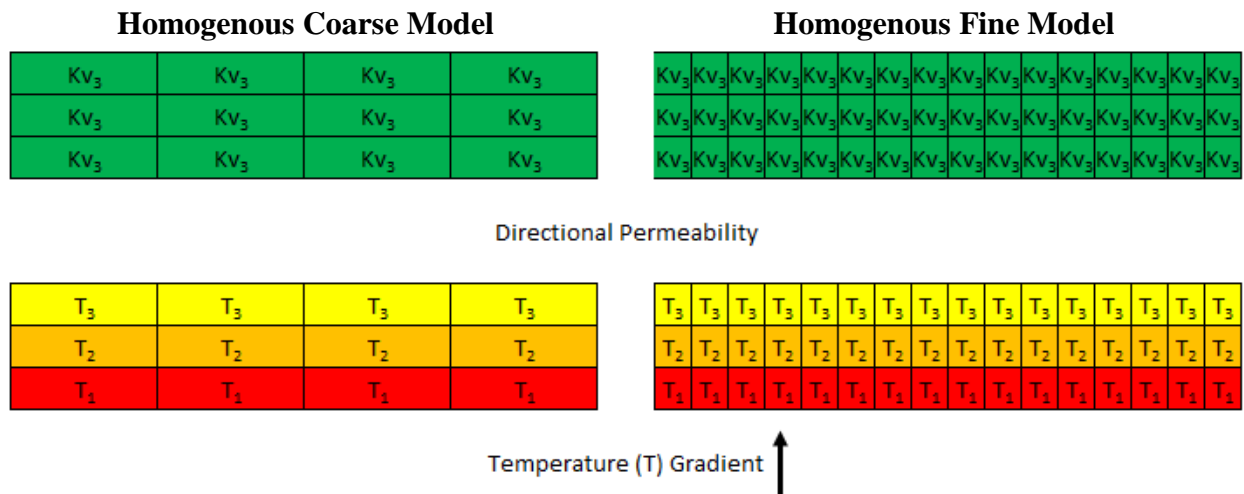 Homogenous Coarse Model Homogenous Fine Model
Kv₃ Kv₃ Kv₃ Kv₃ Kv₃ Kv₃ Kv₃ Kv₃ Kv₃ Kv₃ Kv₃ Kv₃ Kv₃ Kv₃ Kv₃ Kv₃ Kv₃ Kv₃ Kv₃ Kv₃
Kv₃ Kv₃ Kv₃ Kv₃ Kv₃ Kv₃ Kv₃ Kv₃ Kv₃ Kv₃ Kv₃ Kv₃ Kv₃ Kv₃ Kv₃ Kv₃ Kv₃ Kv₃ Kv₃ Kv₃
Kv₃ Kv₃ Kv₃ Kv₃ Kv₃ Kv₃ Kv₃ Kv₃ Kv₃ Kv₃ Kv₃ Kv₃ Kv₃ Kv₃ Kv₃ Kv₃ Kv₃ Kv₃ Kv₃ Kv₃
Directional Permeability
T₃ T₃ T₃ T₃ T₃ T₃ T₃ T₃ T₃ T₃ T₃ T₃ T₃ T₃ T₃ T₃ T₃ T₃ T₃ T₃
T₂ T₂ T₂ T₂ T₂ T₂ T₂ T₂ T₂ T₂ T₂ T₂ T₂ T₂ T₂ T₂ T₂ T₂ T₂ T₂
T₁ T₁ T₁ T₁ T₁ T₁ T₁ T₁ T₁ T₁ T₁ T₁ T₁ T₁ T₁ T₁ T₁ T₁ T₁ T₁
Temperature (T) Gradient